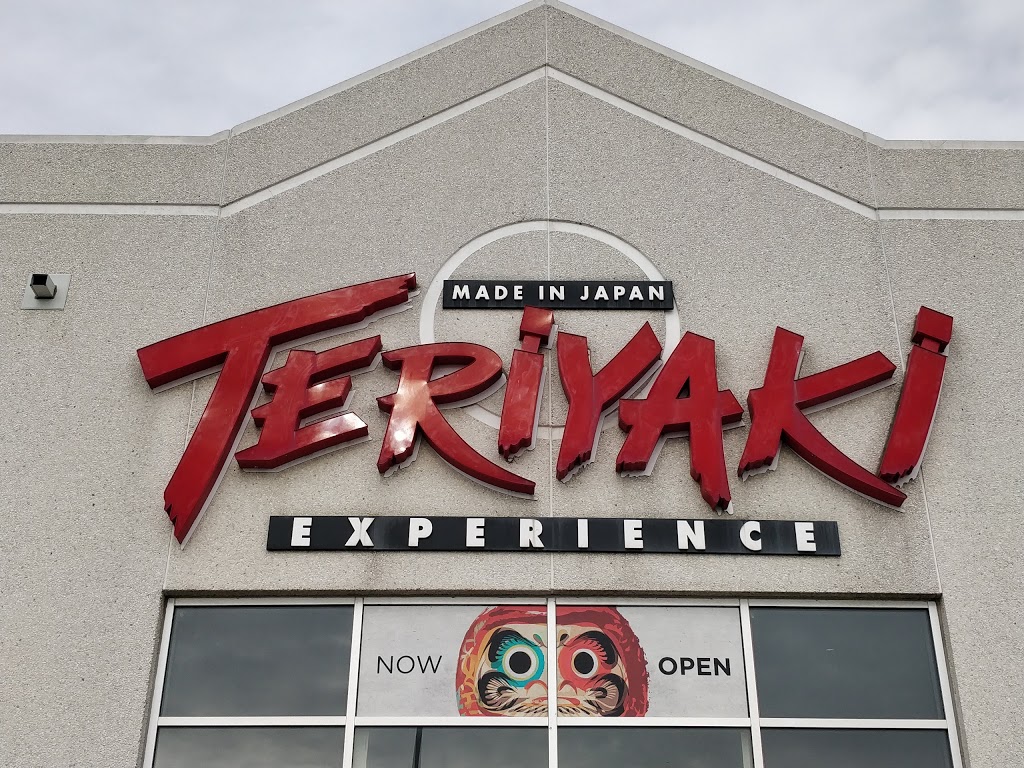 MADE IN JAPAN
TERiYAKi
EXPERIENCE
NOW OPEN